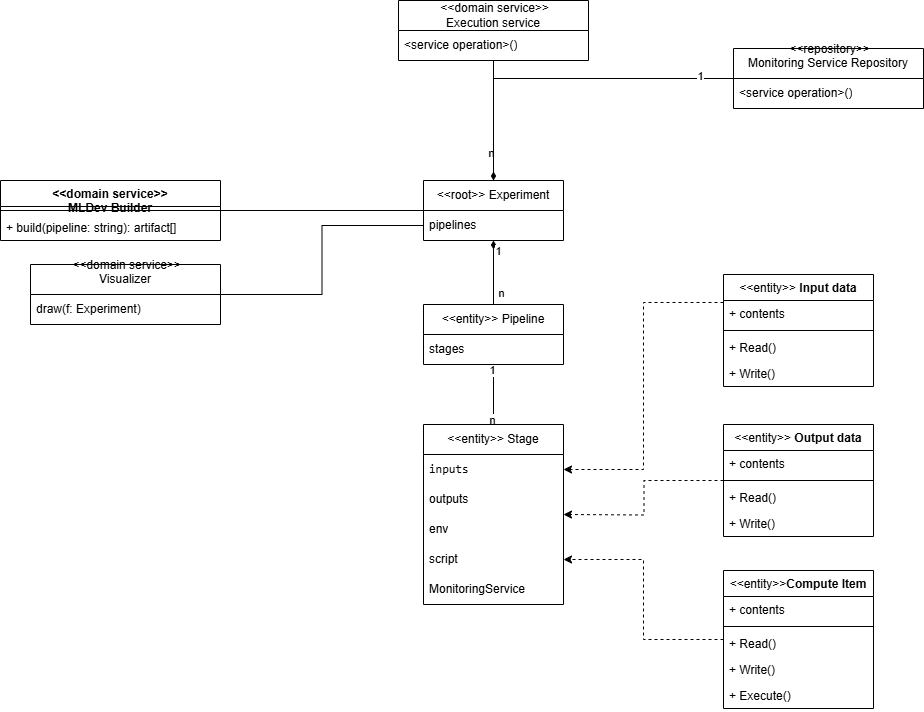 <<domain service>>
Execution service
<service operation>()
<<repository>>
Monitoring Service Repository
<service operation>()
1
n
<<domain service>>
MLDev Builder
+ build(pipeline: string): artifact[]
<<root>> Experiment
pipelines
1
<<domain service>>
Visualizer
draw(f: Experiment)
n
<<entity>> Pipeline
stages
1
n
<<entity>> Stage
inputs
outputs
env
script
MonitoringService
<<entity>> Input data
+ contents
+ Read()
+ Write()
<<entity>> Output data
+ contents
+ Read()
+ Write()
<<entity>>Compute Item
+ contents
+ Read()
+ Write()
+ Execute()